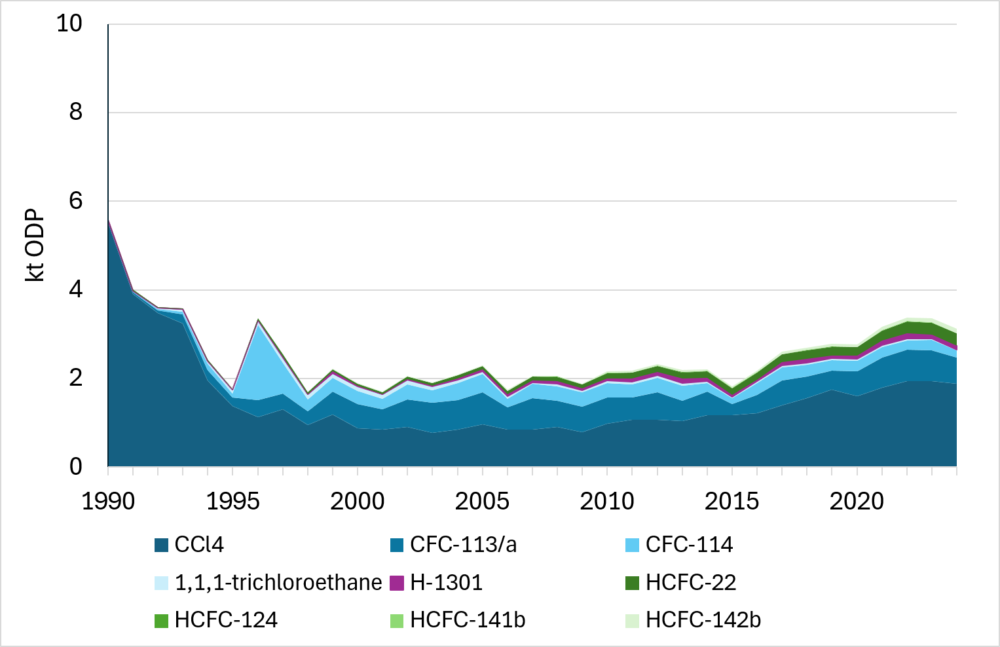 10
8
6
4
2
0
kt ODP
1990 1995 2000 2005 2010 2015 2020
CCl4 CFC-113/a CFC-114
1,1,1-trichloroethane H-1301 HCFC-22
HCFC-124 HCFC-141b HCFC-142b